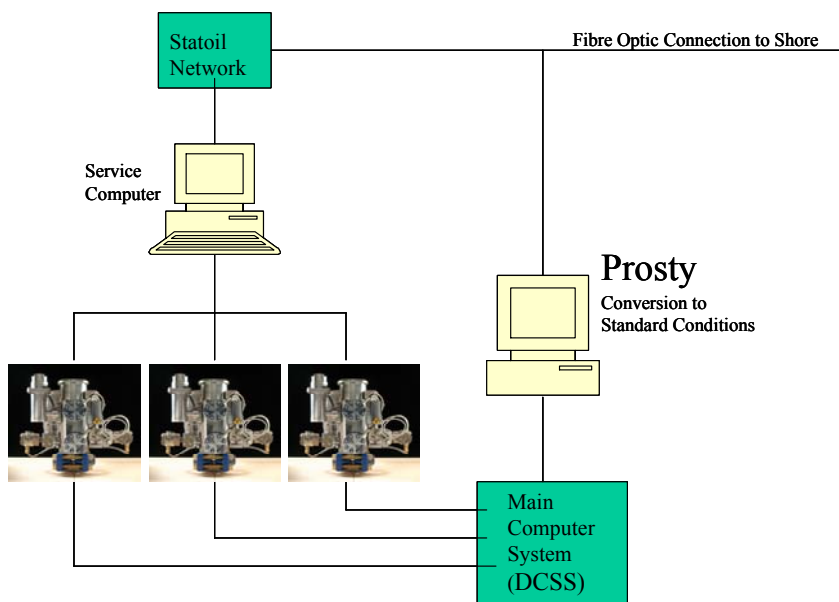 Statoil
Network
Fibre Optic Connection to Shore
Service
Computer
Prosty
Conversion to
Standard Conditions
Main
Computer
System
(DCSS)